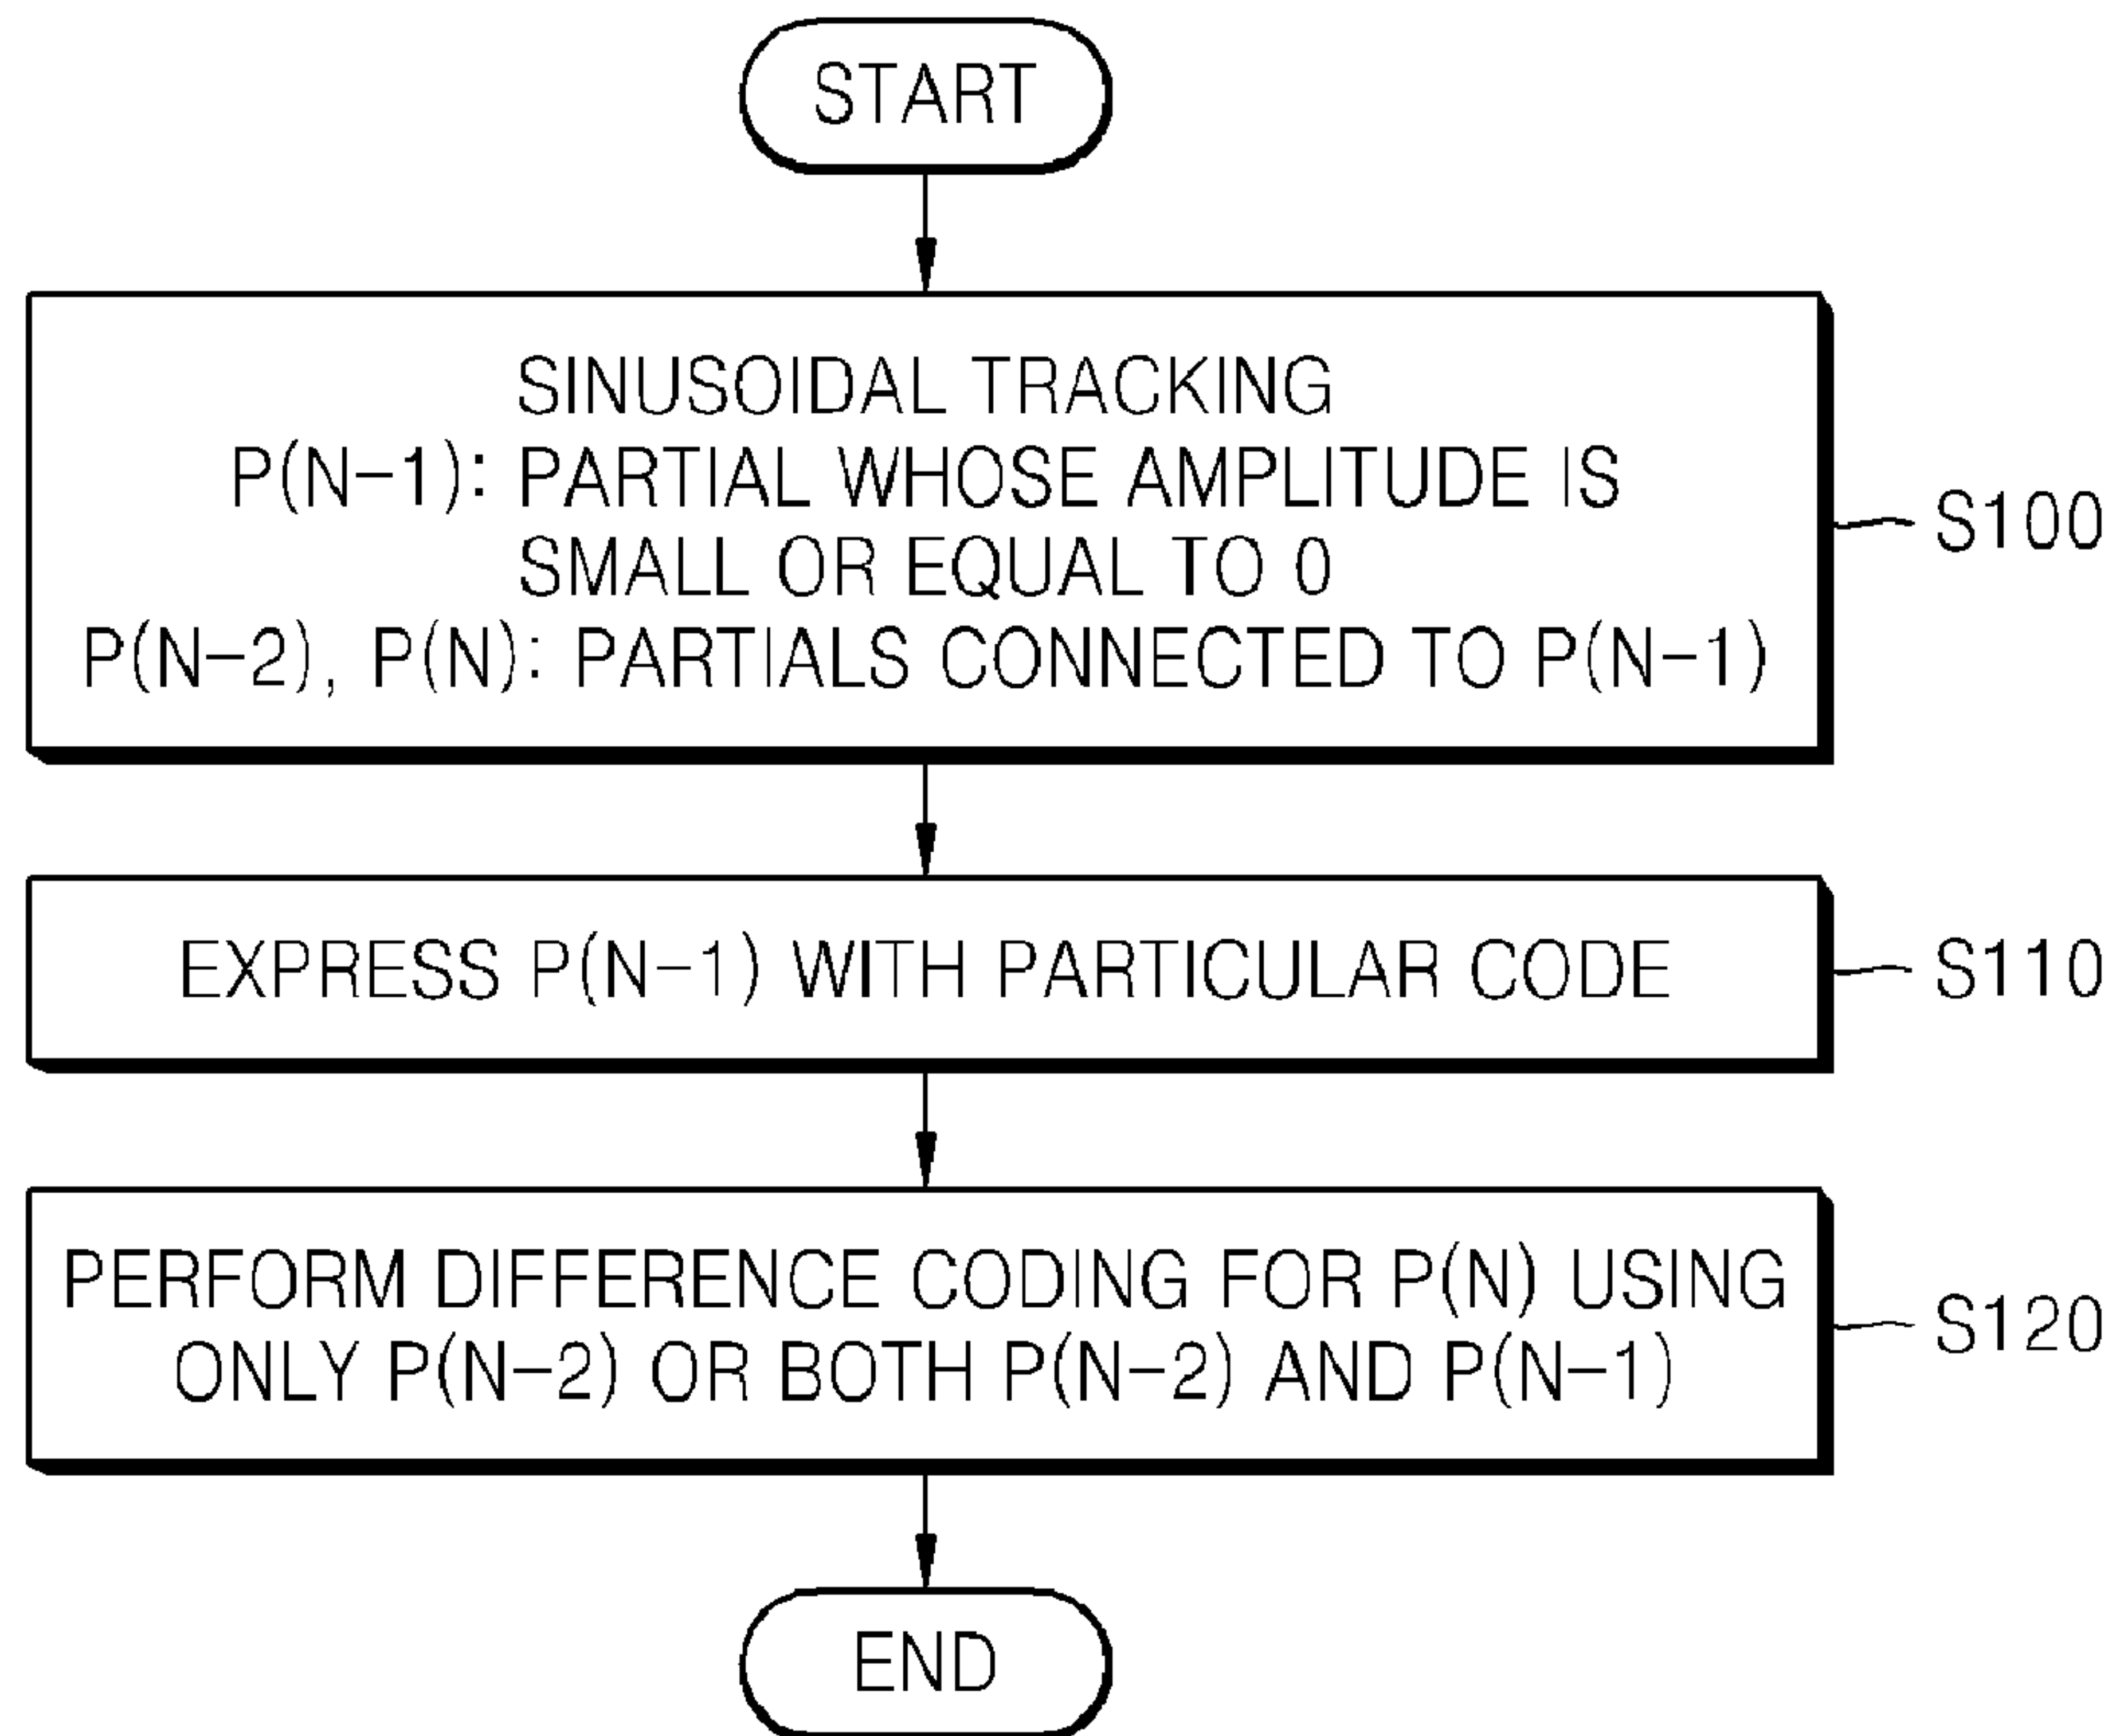 START
SINUSOIDAL TRACKING
P(N-1): PARTIAL WHOSE AMPLITUDE IS
SMALL OR EQUAL TO 0
P(N-2), P(N): PARTIALS CONNECTED TO P(N-1)
S100
EXPRESS P(N-1) WITH PARTICULAR CODE
S110
PERFORM DIFFERENCE CODING FOR P(N) USING
ONLY P(N-2) OR BOTH P(N-2) AND P(N-1)
S120
END